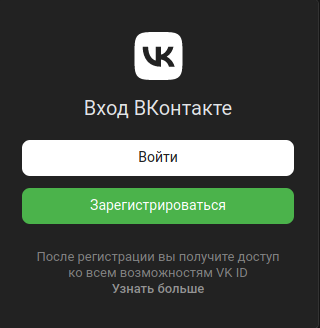 Вход ВКонтакте
Войти
Зарегистрироваться
После регистрации вы получите доступ
ко всем возможностям VK ID
Узнать больше